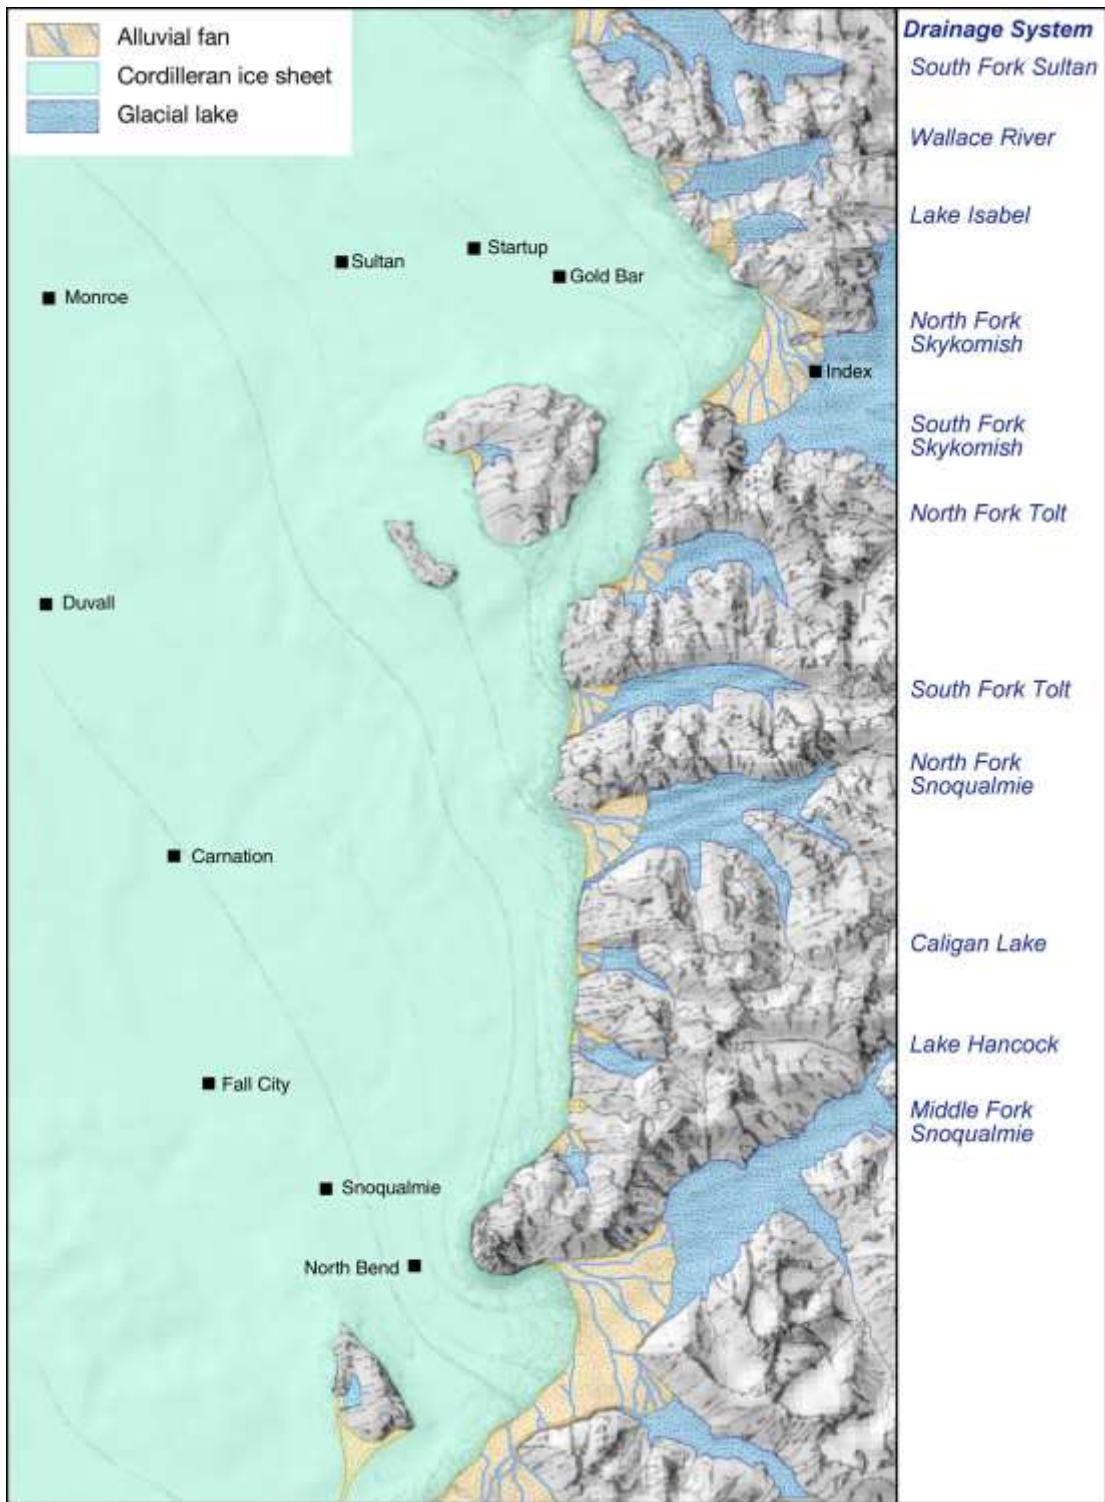 Alluvial fan
Cordilleran ice sheet
Glacial lake
Drainage System
South Fork Sultan
Wallace River
Lake Isabel
Sultan
Startup
Gold Bar
Monroe
North Fork
Skykomish
Index
South Fork
Skykomish
North Fork Tolt
Duvall
South Fork Tolt
North Fork
Snoqualmie
Carnation
Caligan Lake
Lake Hancock
Fall City
Middle Fork
Snoqualmie
Snoqualmie
North Bend